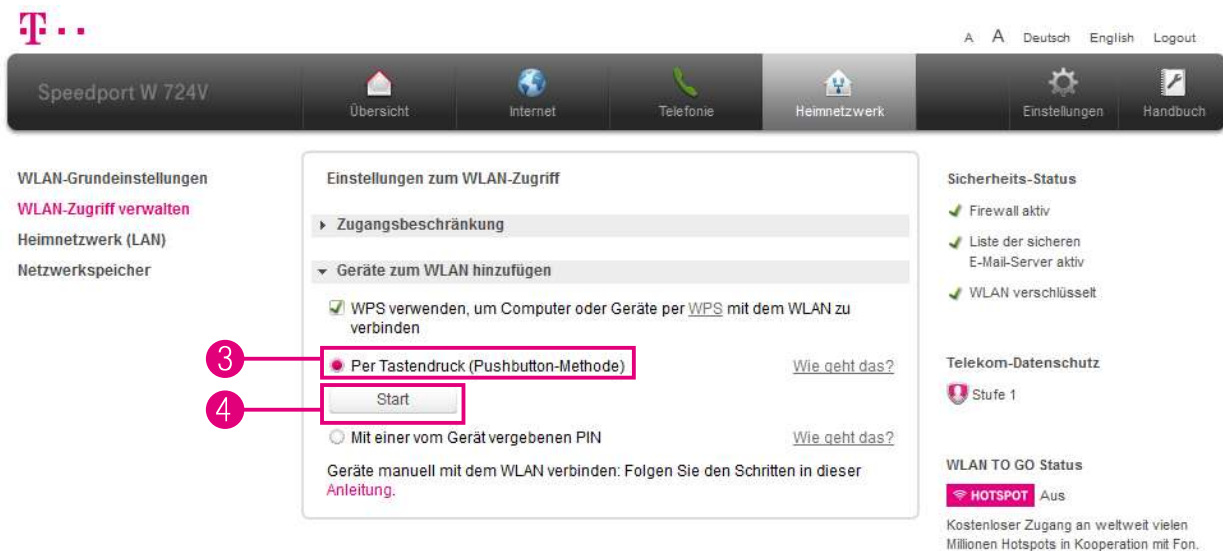 T
A A Deutsch English Logout
Speedport W 724V
Übersicht
Internet
Telefonie
Heimnetzwerk
Einstellungen
Handbuch
WLAN-Grundeinstellungen
WLAN-Zugriff verwalten
Heimnetzwerk (LAN)
Netzwerkspeicher
Einstellungen zum WLAN-Zugriff
Zugangsbeschränkung
Geräte zum WLAN hinzufügen
WPS verwenden, um Computer oder Geräte per WPS mit dem WLAN zu
verbinden
3
Per Tastendruck (Pushbutton-Methode) Wie geht das?
4
Start
Mit einer vom Gerät vergebenen PIN Wie geht das?
Geräte manuell mit dem WLAN verbinden: Folgen Sie den Schritten in dieser
Anleitung.
Sicherheits-Status
Firewall aktiv
Liste der sicheren
E-Mail-Server aktiv
WLAN verschlüsselt
Telekom-Datenschutz
Stufe 1
WLAN TO GO Status
HOTSPOT Aus
Kostenloser Zugang an weltweit vielen
Millionen Hotspots in Kooperation mit Fon.